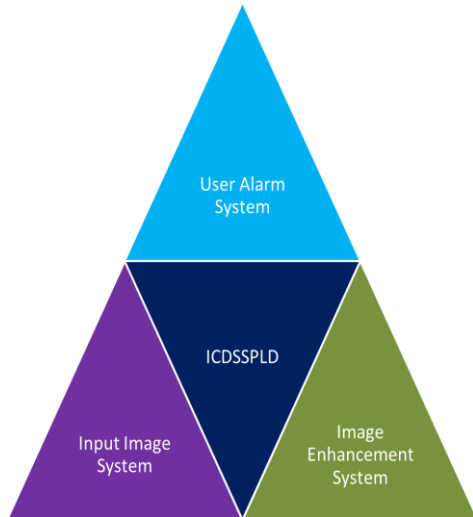 User Alarm
System
ICDSSPLD
Input Image
System
Image
Enhancement
System